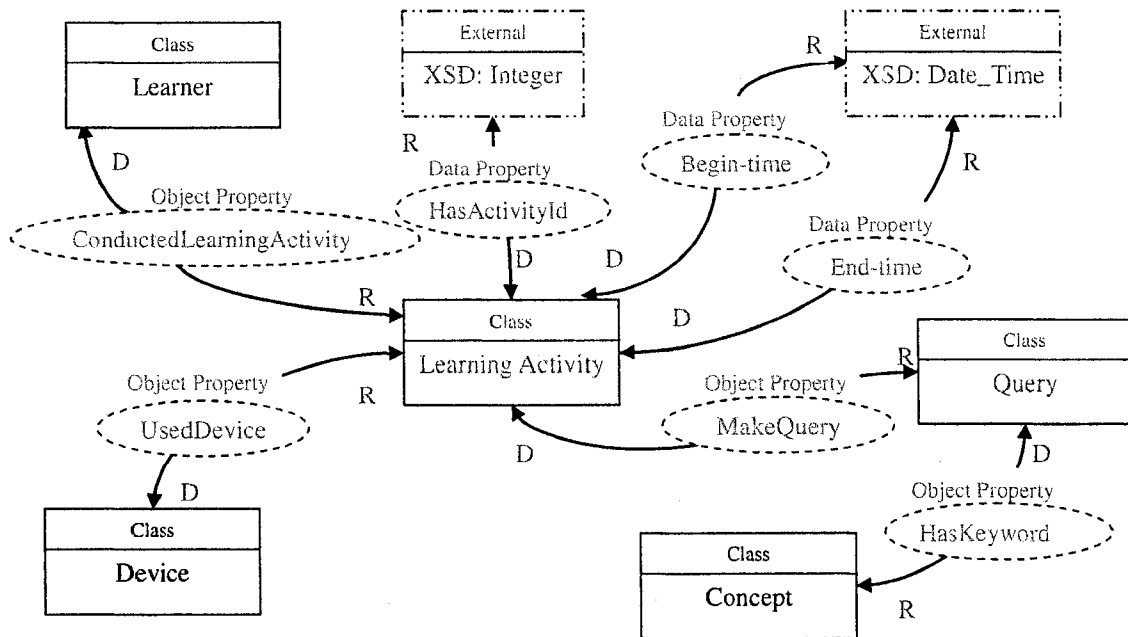 Class
Learner
External
XSD: Integer
External
XSD: Date_Time
R
D
R
Data Property
Begin-time
R
Object Property
ConductedLearningActivity
Data Property
HasActivityId
Data Property
End-time
D
D
R
Class
Learning Activity
D
Class
Query
R
Object Property
UsedDevice
R
Object Property
MakeQuery
D
D
D
Class
Device
Object Property
HasKeyword
Class
Concept
R